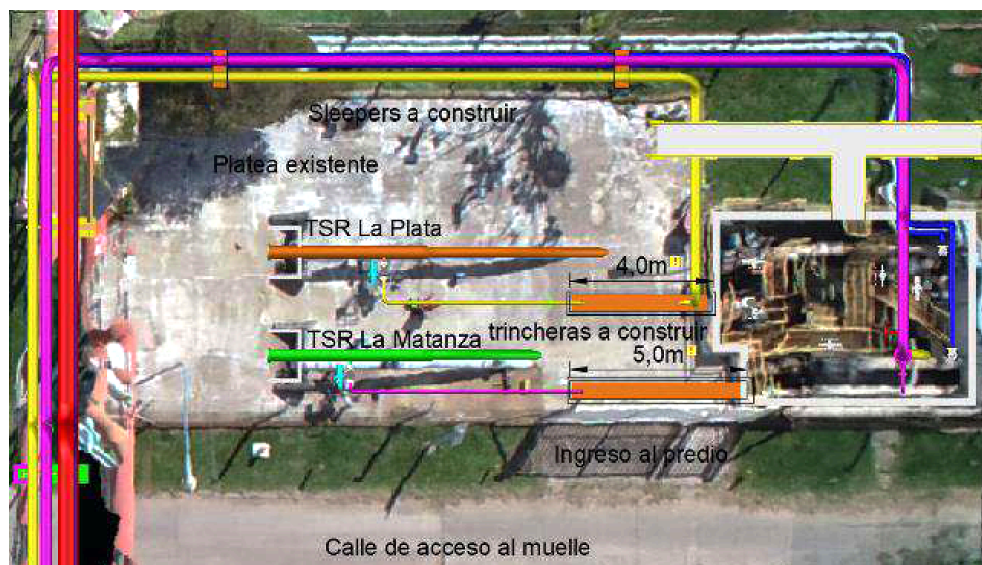 Sleepers a construir
Platea existente
TSR La Plata
4,0m
trincheras a construir
TSR La Matanza
5,0m
Ingreso al predio
Calle de acceso al muelle